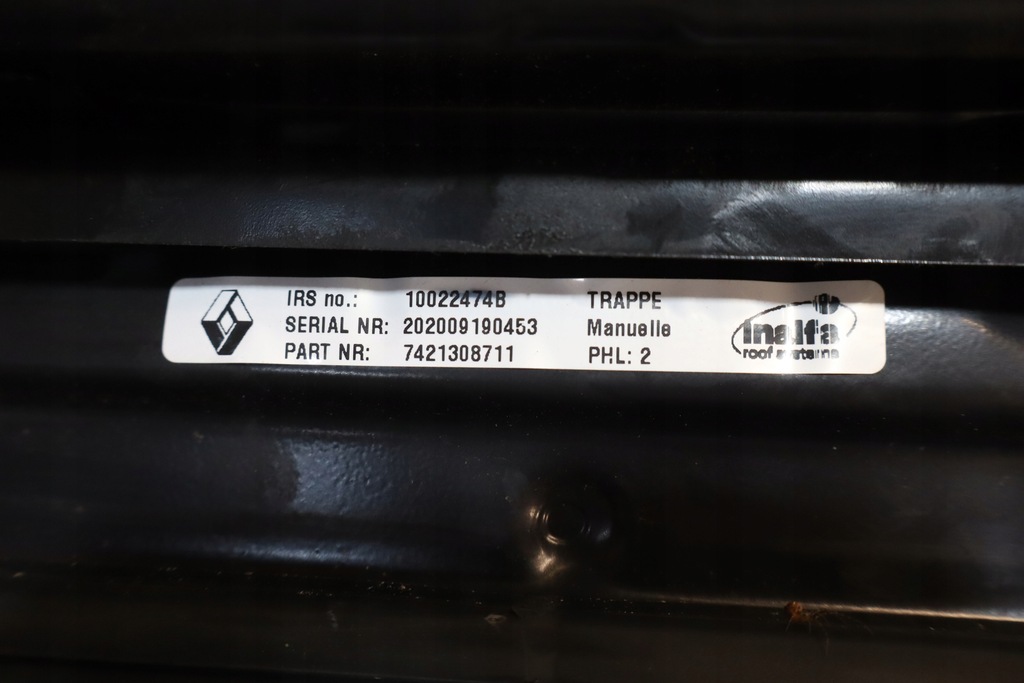 IRS no.: 10022474B TRAPPE
SERIAL NR: 202009190453 Manuelle
PART NR: 7421308711 PHL: 2
Inalfa
roof systems